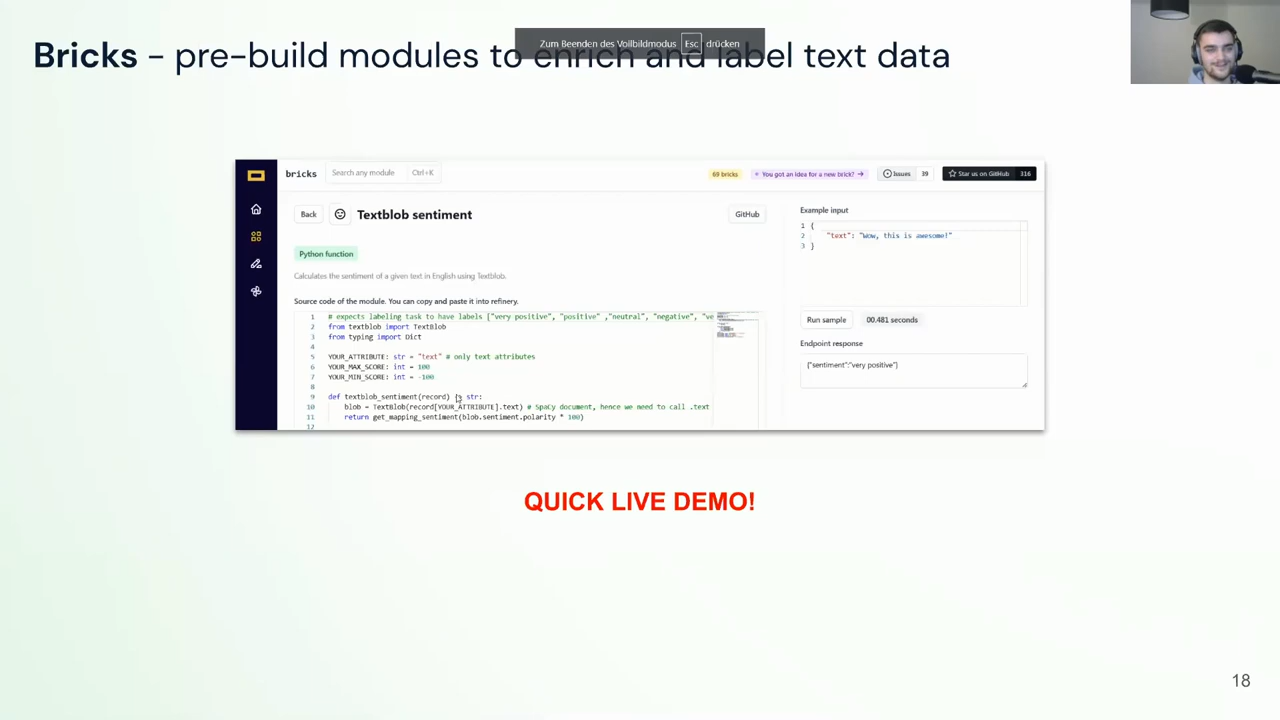 Bricks - pre-build modules to enrich and label text data
Zum Beenden des Vollbildmodus Esc drücken
bricks
Search any module Ctrl+K
69 bricks
You got an idea for a new brick? →
Issues 39
Star us on GitHub 316
Back
Textblob sentiment
GitHub
Python function
Calculates the sentiment of a given text in English using Textblob.
Source code of the module. You can copy and paste it into refinery.
1 # expects labeling task to have labels ["very positive", "positive" ,"neutral", "negative", "ve
2 from textblob import TextBlob
3 from typing import Dict
4
5 YOUR_ATTRIBUTE: str = "text" # only text attributes
6 YOUR_MAX_SCORE: int = 100
7 YOUR_MIN_SCORE: int = -100
8
9 def textblob_sentiment(record) -> str:
10 blob = TextBlob(record[YOUR_ATTRIBUTE].text) # SpaCy document, hence we need to call .text
11 return get_mapping_sentiment(blob.sentiment.polarity * 100)
12
Example input
1 {
2 "text": "Wow, this is awesome!"
3 }
Run sample
00.481 seconds
Endpoint response
{"sentiment":"very positive"}
QUICK LIVE DEMO!
18